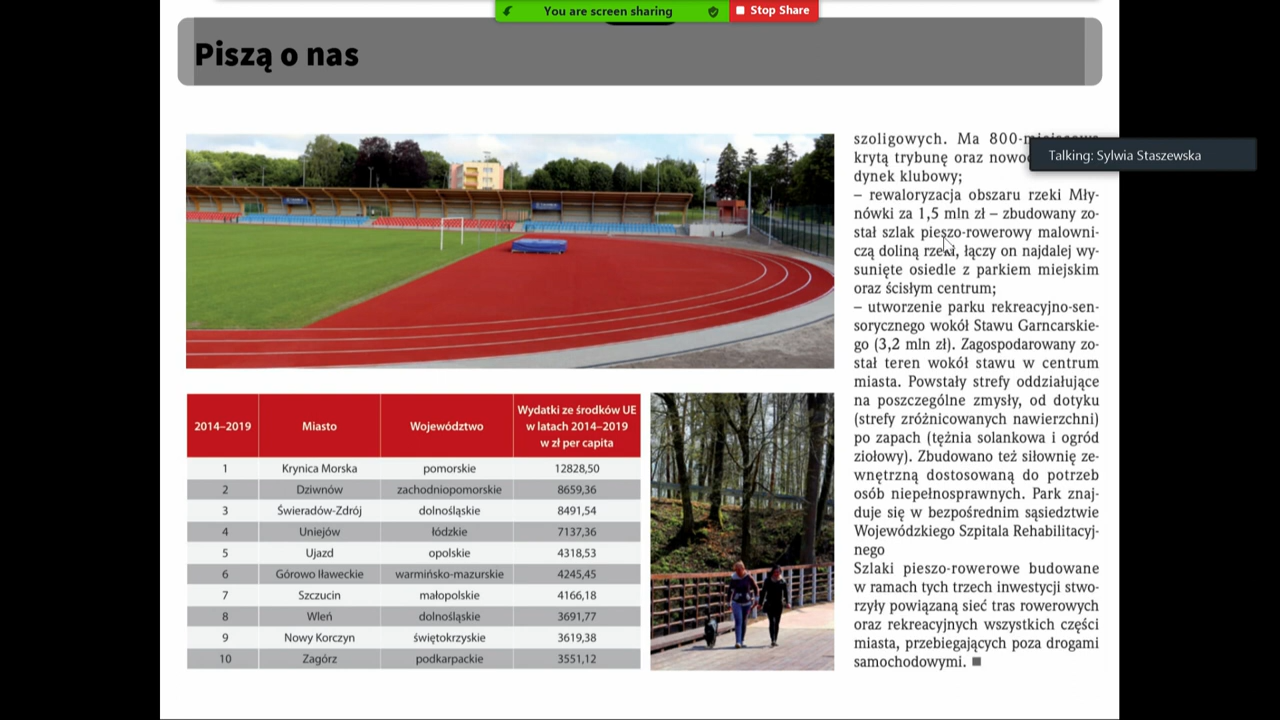 You are screen sharing
Stop Share
Piszą o nas
Talking: Sylwia Staszewska
szoligowych. Ma 800-miejscową
krytą trybunę oraz
dynek klubowy;
– rewaloryzacja obszaru rzeki Mły-
nówki za 1,5 mln zł – zbudowany zo-
stał szlak pieszo-rowerowy malowni-
czą doliną rzeki, łączy on najdalej wy-
sunięte osiedle z parkiem miejskim
oraz ścisłym centrum;
– utworzenie parku rekreacyjno-sen-
sorycznego wokół Stawu Garncarskie-
go (3,2 mln zł). Zagospodarowany zo-
stał teren wokół stawu w centrum
miasta. Powstały strefy oddziałujące
na poszczególne zmysły, od dotyku
(strefy zróżnicowanych nawierzchni)
po zapach (tężnia solankowa i ogród
ziołowy). Zbudowano też siłownię ze-
wnętrzną dostosowaną do potrzeb
osób niepełnosprawnych. Park znaj-
duje się w bezpośrednim sąsiedztwie
Wojewódzkiego Szpitala Rehabilitacyj-
nego
Szlaki pieszo-rowerowe budowane
w ramach tych trzech inwestycji stwo-
rzyły powiązaną sieć tras rowerowych
oraz rekreacyjnych wszystkich części
miasta, przebiegających poza drogami
samochodowymi.
2014–2019 Miasto Województwo Wydatki ze środków UE
w latach 2014–2019
w zł per capita
1 Krynica Morska pomorskie 12828,50
2 Dziwnów zachodniopomorskie 8659,36
3 Świeradów-Zdrój dolnośląskie 8491,54
4 Uniejów łódzkie 7137,36
5 Ujazd opolskie 4318,53
6 Górowo Iławeckie warmińsko-mazurskie 4245,45
7 Szczucin małopolskie 4166,18
8 Wleń dolnośląskie 3691,77
9 Nowy Korczyn świętokrzyskie 3619,38
10 Zagórz podkarpackie 3551,12